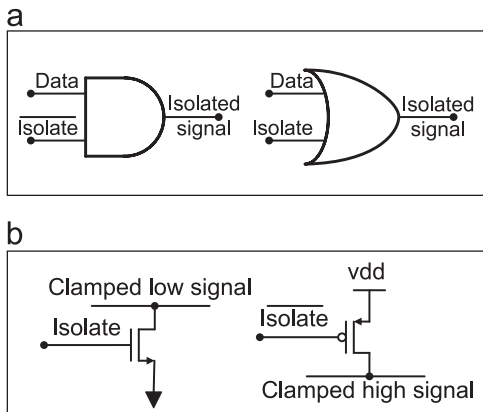 a
Data
Isolate
Isolated
signal
Data
Isolate
Isolated
signal
b
Clamped low signal
Isolate
vdd
Isolate
Clamped high signal